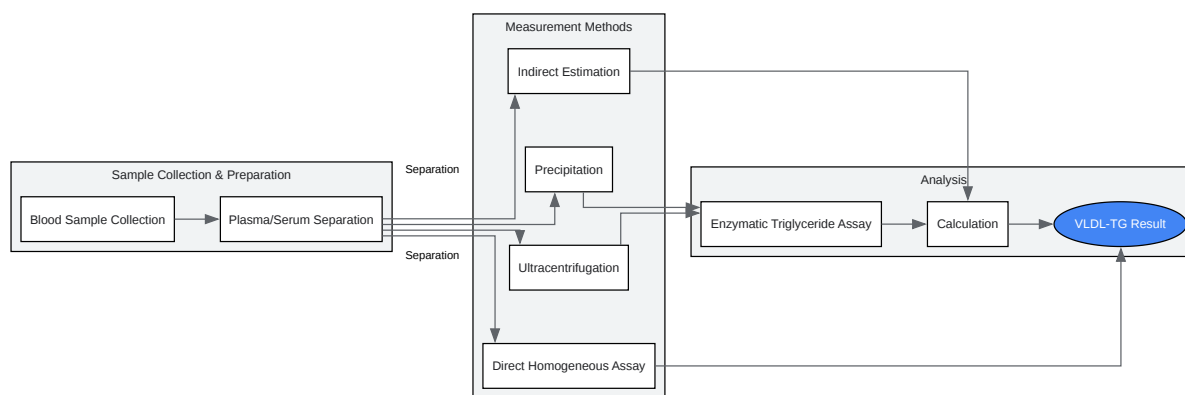 Sample Collection & Preparation
Blood Sample Collection
Plasma/Serum Separation
Separation
Separation
Measurement Methods
Indirect Estimation
Precipitation
Ultracentrifugation
Direct Homogeneous Assay
Analysis
Enzymatic Triglyceride Assay
Calculation
VLDL-TG Result